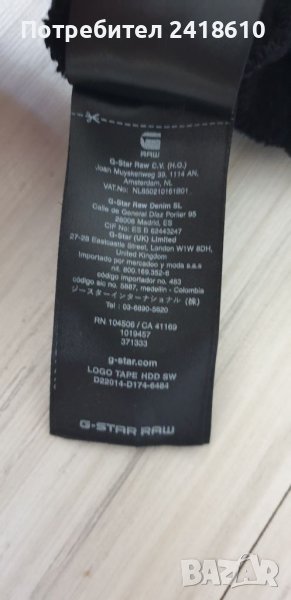 Потребител 2418610
RAW
G-Star Raw C.V. (H.O.)
Joan Muyskenweg 39, 1114 AN,
Amsterdam, NL
VAT.No: NL850210161B01
G-Star Raw Denim SL
Calle de General Díaz Porlier 95
28006 Madrid, ES
CIF No: ES B 62443247
G-Star (UK) Limited
27-28 Eastcastle Street, London W1W 8DH,
United Kingdom
Importado por mercadeo y moda s.a.s
nit. 800.169.352-8
código importador no. 463
código sic no. 5887, medellín - Colombia
ジースターインターナショナル (株)
Tel: 03-6890-5620
RN 104506 / CA 41169
1019457
371333
g-star.com
LOGO TAPE HDD SW
D22014-D174-6484
G-STAR RAW
BAZAR